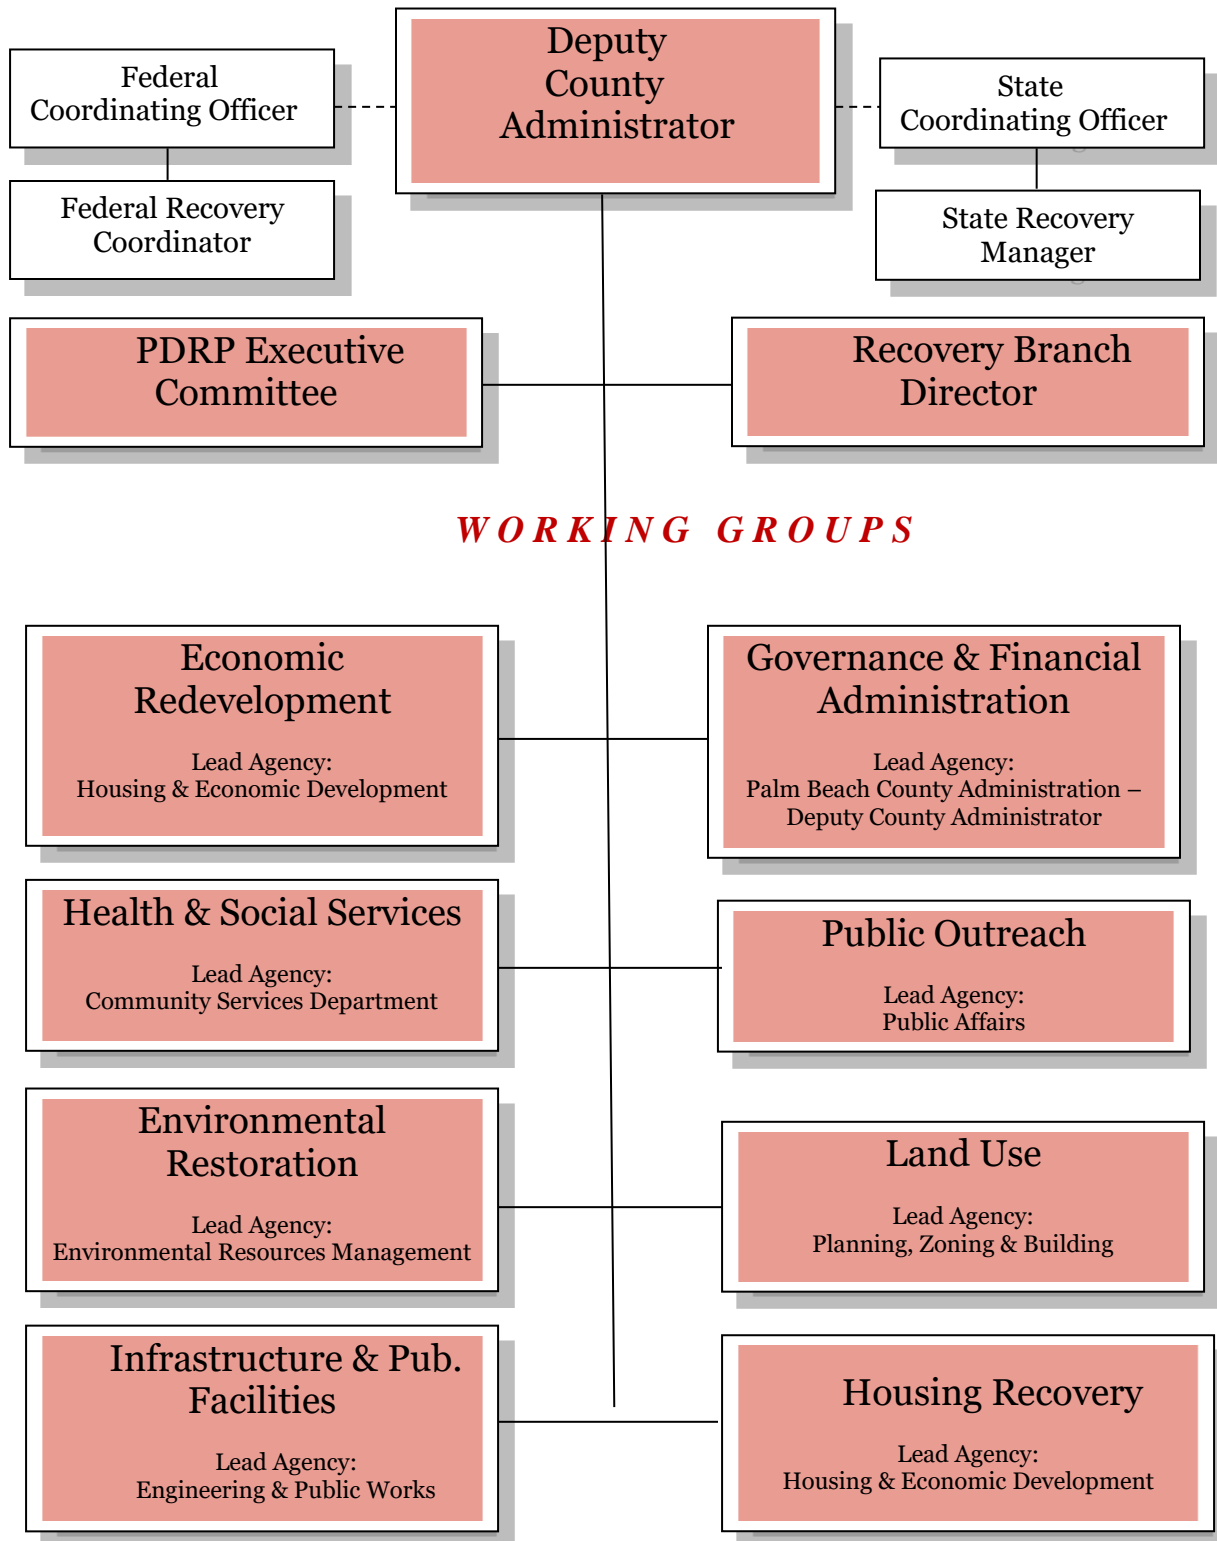 Deputy
County
Administrator
Federal
Coordinating Officer
State
Coordinating Officer
Federal Recovery
Coordinator
State Recovery
Manager
PDRP Executive
Committee
Recovery Branch
Director
WORKING GROUPS
Economic
Redevelopment
Lead Agency:
Housing & Economic Development
Governance & Financial
Administration
Lead Agency:
Palm Beach County Administration –
Deputy County Administrator
Health & Social Services
Lead Agency:
Community Services Department
Public Outreach
Lead Agency:
Public Affairs
Environmental
Restoration
Lead Agency:
Environmental Resources Management
Land Use
Lead Agency:
Planning, Zoning & Building
Infrastructure & Pub.
Facilities
Lead Agency:
Engineering & Public Works
Housing Recovery
Lead Agency:
Housing & Economic Development